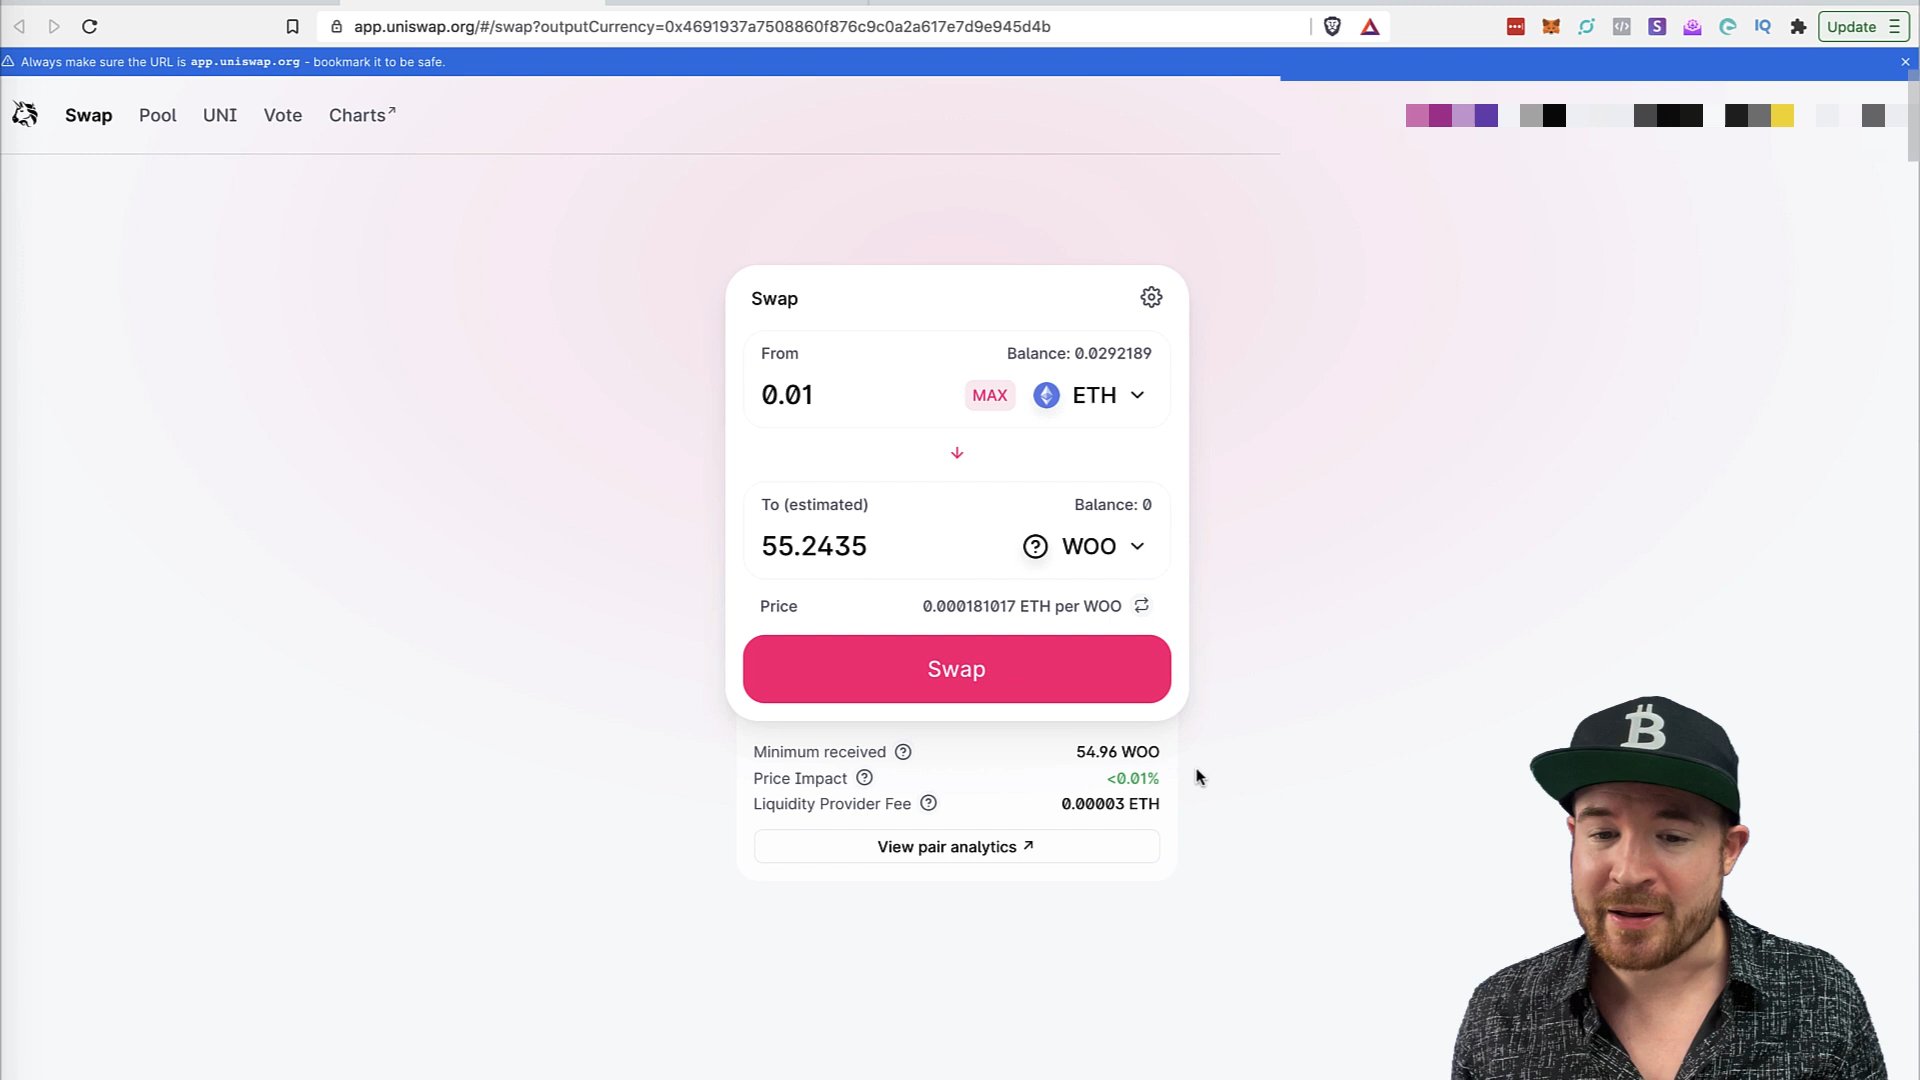 app.uniswap.org/#/swap?outputCurrency=0x4691937a7508860f876c9c0a2a617e7d9e945d4b
IQ
Update
Always make sure the URL is app.uniswap.org - bookmark it to be safe.
Swap
Pool
UNI
Vote
Charts↗
Swap
From
Balance: 0.0292189
0.01
MAX
ETH
To (estimated)
Balance: 0
55.2435
WOO
Price
0.000181017 ETH per WOO
Swap
Minimum received
54.96 WOO
Price Impact
<0.01%
Liquidity Provider Fee
0.00003 ETH
View pair analytics ↗